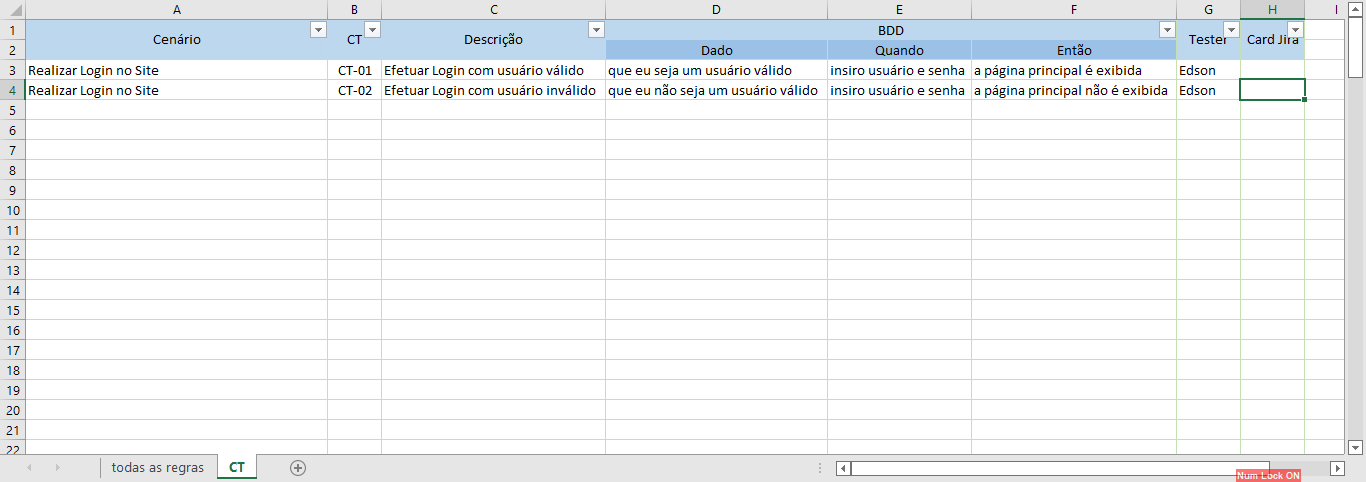 A B C D E F G H I
1 Cenário CT Descrição BDD Tester Card Jira
2 Dado Quando Então
3 Realizar Login no Site CT-01 Efetuar Login com usuário válido que eu seja um usuário válido insiro usuário e senha a página principal é exibida Edson
4 Realizar Login no Site CT-02 Efetuar Login com usuário inválido que eu não seja um usuário válido insiro usuário e senha a página principal não é exibida Edson
5
6
7
8
9
10
11
12
13
14
15
16
17
18
19
20
21
22
todas as regras CT
Num Lock ON